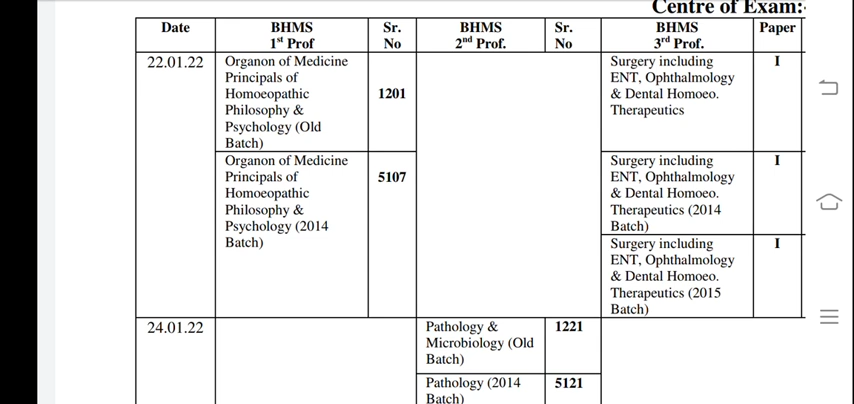 Centre of Exam:-
Date
BHMS
1st Prof
Sr.
No
BHMS
2nd Prof.
Sr.
No
BHMS
3rd Prof.
Paper
22.01.22
Organon of Medicine
Principals of
Homoeopathic
Philosophy &
Psychology (Old
Batch)
1201
Surgery including
ENT, Ophthalmology
& Dental Homoeo.
Therapeutics
I
Organon of Medicine
Principals of
Homoeopathic
Philosophy &
Psychology (2014
Batch)
5107
Surgery including
ENT, Ophthalmology
& Dental Homoeo.
Therapeutics (2014
Batch)
I
Surgery including
ENT, Ophthalmology
& Dental Homoeo.
Therapeutics (2015
Batch)
I
24.01.22
Pathology &
Microbiology (Old
Batch)
1221
Pathology (2014
Batch)
5121